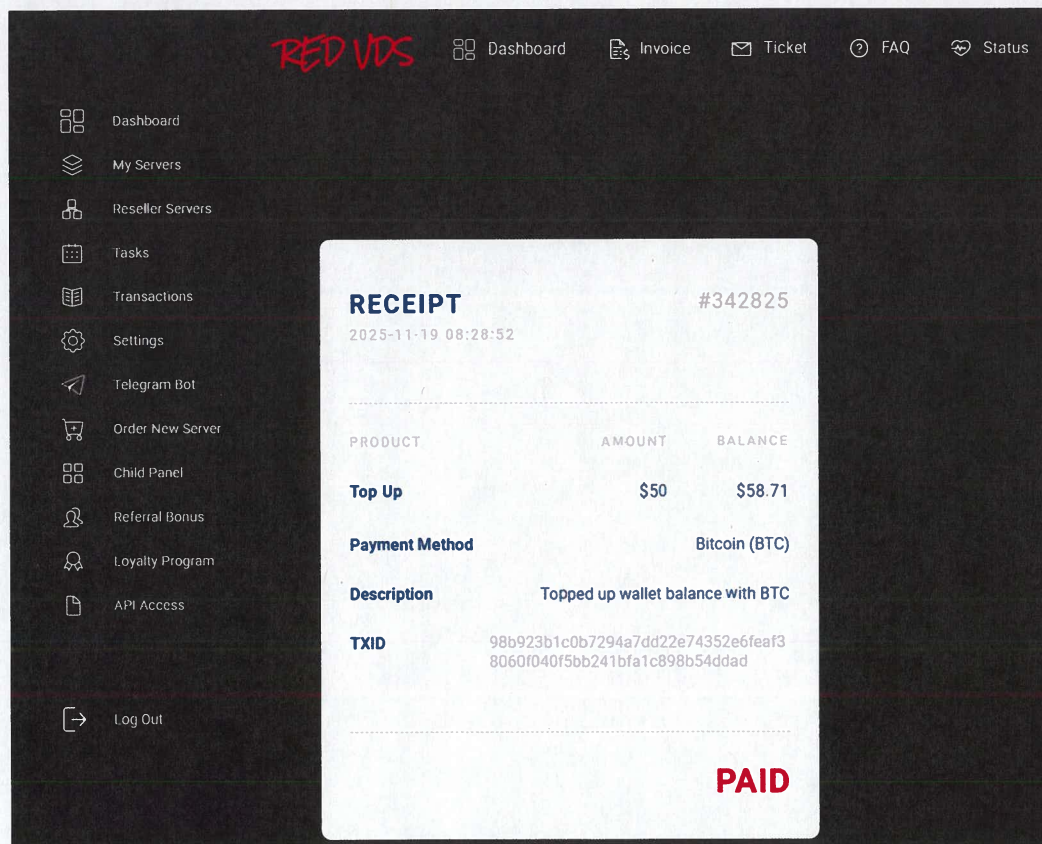 RED VDS
Dashboard
Invoice
Ticket
FAQ
Status
Dashboard
My Servers
Reseller Servers
Tasks
Transactions
Settings
Telegram Bot
Order New Server
Child Panel
Referral Bonus
Loyalty Program
API Access
Log Out
RECEIPT #342825
2025-11-19 08:28:52
PRODUCT AMOUNT BALANCE
Top Up $50 $58.71
Payment Method Bitcoin (BTC)
Description Topped up wallet balance with BTC
TXID 98b923b1c0b7294a7dd22e74352e6feaf3
8060f040f5bb241bfa1c898b54ddad
PAID